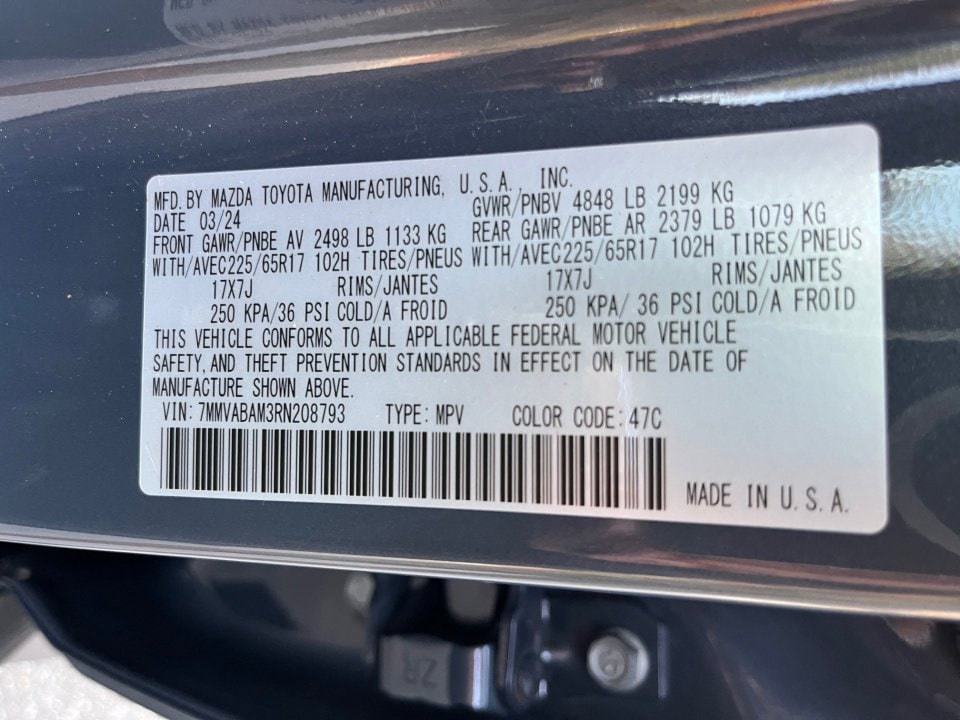 MFD. BY MAZDA TOYOTA MANUFACTURING, U.S.A., INC.
DATE 03/24 GVWR/PNBV 4848 LB 2199 KG
FRONT GAWR/PNBE AV 2498 LB 1133 KG REAR GAWR/PNBE AR 2379 LB 1079 KG
WITH/AVEC225/65R17 102H TIRES/PNEUS WITH/AVEC225/65R17 102H TIRES/PNEUS
17X7J RIMS/JANTES 17X7J RIMS/JANTES
250 KPA/36 PSI COLD/A FROID 250 KPA/ 36 PSI COLD/A FROID
THIS VEHICLE CONFORMS TO ALL APPLICABLE FEDERAL MOTOR VEHICLE
SAFETY,AND THEFT PREVENTION STANDARDS IN EFFECT ON THE DATE OF
MANUFACTURE SHOWN ABOVE.
VIN: 7MMVABAM3RN208793 TYPE: MPV COLOR CODE: 47C
MADE IN U.S.A.